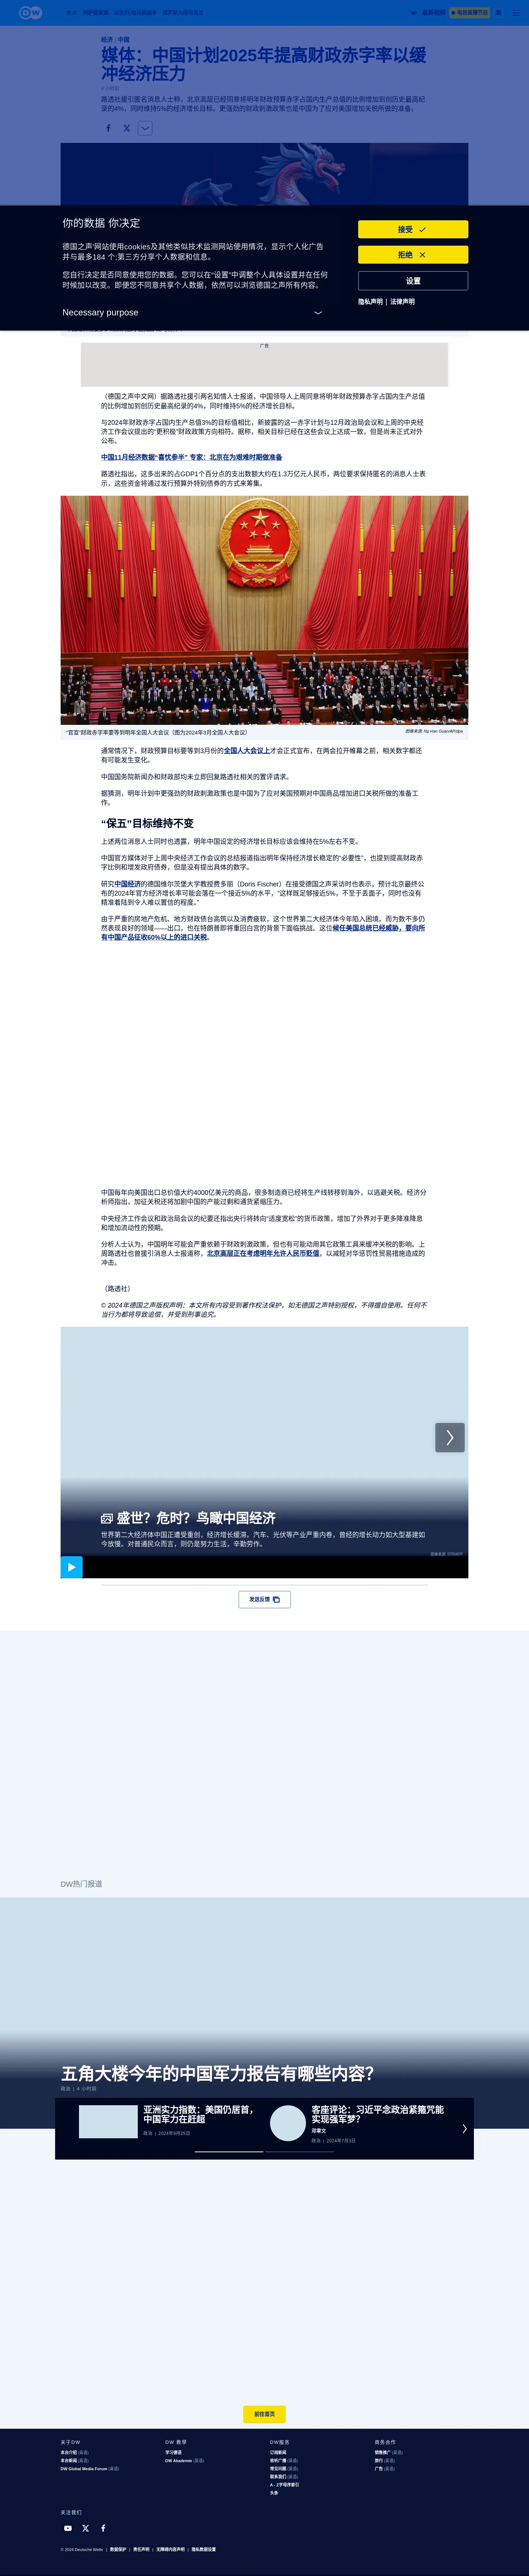 经济 | 中国
媒体：中国计划2025年提高财政赤字率以缓
冲经济压力
4 小时前
路透社援引匿名消息人士称，北京高层已经同意将明年财政预算赤字占国内生产总值的比例增加到创历史最高纪
录的4%，同时维持5%的经济增长目标。更强劲的财政刺激政策也是中国为了应对美国增加关税所做的准备。
你的数据 你决定
德国之声'网站使用cookies及其他类似技术监测网站使用情况，显示个人化广告
并与最多184 个;第三方分享个人数据和信息。
您自行决定是否同意使用您的数据。您可以在"设置"中调整个人具体设置并在任何
时候加以改变。即便您不同意共享个人数据，依然可以浏览德国之声所有内容。
Necessary purpose
接受
拒绝
设置
隐私声明 | 法律声明
广告
（德国之声中文网）据路透社援引两名知情人士报道，中国领导人上周同意将明年财政预算赤字占国内生产总值
的比例增加到创历史最高纪录的4%，同时维持5%的经济增长目标。
与2024年财政赤字占国内生产总值3%的目标值相比，新披露的这一赤字计划与12月政治局会议和上周的中央经
济工作会议提出的"更积极"财政政策方向相符。据称，相关目标已经在这些会议上达成一致，但是尚未正式对外
公布。
中国11月经济数据"喜忧参半" 专家：北京在为艰难时期做准备
路透社指出，这多出来的占GDP1个百分点的支出数额大约在1.3万亿元人民币，两位要求保持匿名的消息人士表
示，这些资金将通过发行预算外特别债券的方式来筹集。
"官宣"财政赤字率要等到明年全国人大会议（图为2024年3月全国人大会议）
图像来源: Ng Han Guan/AP/dpa
通常情况下，财政预算目标要等到3月份的全国人大会议上才会正式宣布，在两会拉开帷幕之前，相关数字都还
有可能发生变化。
中国国务院新闻办和财政部均未立即回复路透社相关的置评请求。
据猜测，明年计划中更强劲的财政刺激政策也是中国为了应对美国预期对中国商品增加进口关税所做的准备工
作。
“保五”目标维持不变
上述两位消息人士同时也透露，明年中国设定的经济增长目标应该会维持在5%左右不变。
中国官方媒体对于上周中央经济工作会议的总结报道指出明年保持经济增长稳定的"必要性"，也提到提高财政赤
字比例和增发政府债券，但是没有提出具体的数字。
研究中国经济的德国维尔茨堡大学教授费多丽（Doris Fischer）在接受德国之声采访时也表示，预计北京最终公
布的2024年官方经济增长率可能会落在一个接近5%的水平，"这样既足够接近5%，不至于丢面子，同时也没有
精准着陆到令人难以置信的程度。"
由于严重的房地产危机、地方财政债台高筑以及消费疲软，这个世界第二大经济体今年陷入困境。而为数不多仍
然表现良好的领域——出口，也在特朗普即将重回白宫的背景下面临挑战。这位候任美国总统已经威胁，要向所
有中国产品征收60%以上的进口关税。
中国每年向美国出口总价值大约4000亿美元的商品，很多制造商已经将生产线转移到海外，以逃避关税。经济分
析师指出，加征关税还将加剧中国的产能过剩和通货紧缩压力。
中央经济工作会议和政治局会议的纪要还指出央行将转向"适度宽松"的货币政策，增加了外界对于更多降准降息
和增加流动性的预期。
分析人士认为，中国明年可能会严重依赖于财政刺激政策，但也有可能动用其它政策工具来缓冲关税的影响。上
周路透社也曾援引消息人士报道称，北京高层正在考虑明年允许人民币贬值，以减轻对华惩罚性贸易措施造成的
冲击。
（路透社）
© 2024年德国之声版权声明：本文所有内容受到著作权法保护，如无德国之声特别授权，不得擅自使用。任何不
当行为都将导致追偿，并受到刑事追究。
盛世？危时？鸟瞰中国经济
世界第二大经济体中国正遭受重创，经济增长缓滞。汽车、光伏等产业严重内卷，曾经的增长动力如大型基建如
今放慢。对普通民众而言，则仍是努力生活，辛勤劳作。
图像来源: STR/AFP
发送反馈
DW热门报道
五角大楼今年的中国军力报告有哪些内容？
政治 | 4 小时前
亚洲实力指数：美国仍居首，
中国军力在赶超
政治 | 2024年9月25日
客座评论：习近平念政治紧箍咒能
实现强军梦？
邓聿文
政治 | 2024年7月3日
前往首页
关于DW
本台介绍 (英语)
本台新闻 (英语)
DW Global Media Forum (英语)
DW 教学
学习德语
DW Akademie (英语)
DW服务
订阅新闻
收听广播 (英语)
常见问题 (英语)
联系我们 (英语)
A - Z字母序索引
头条
商务合作
销售推广 (英语)
旅行 (英语)
广告 (英语)
关注我们
© 2024 Deutsche Welle | 数据保护 | 责任声明 | 无障碍内容声明 | 隐私数据设置